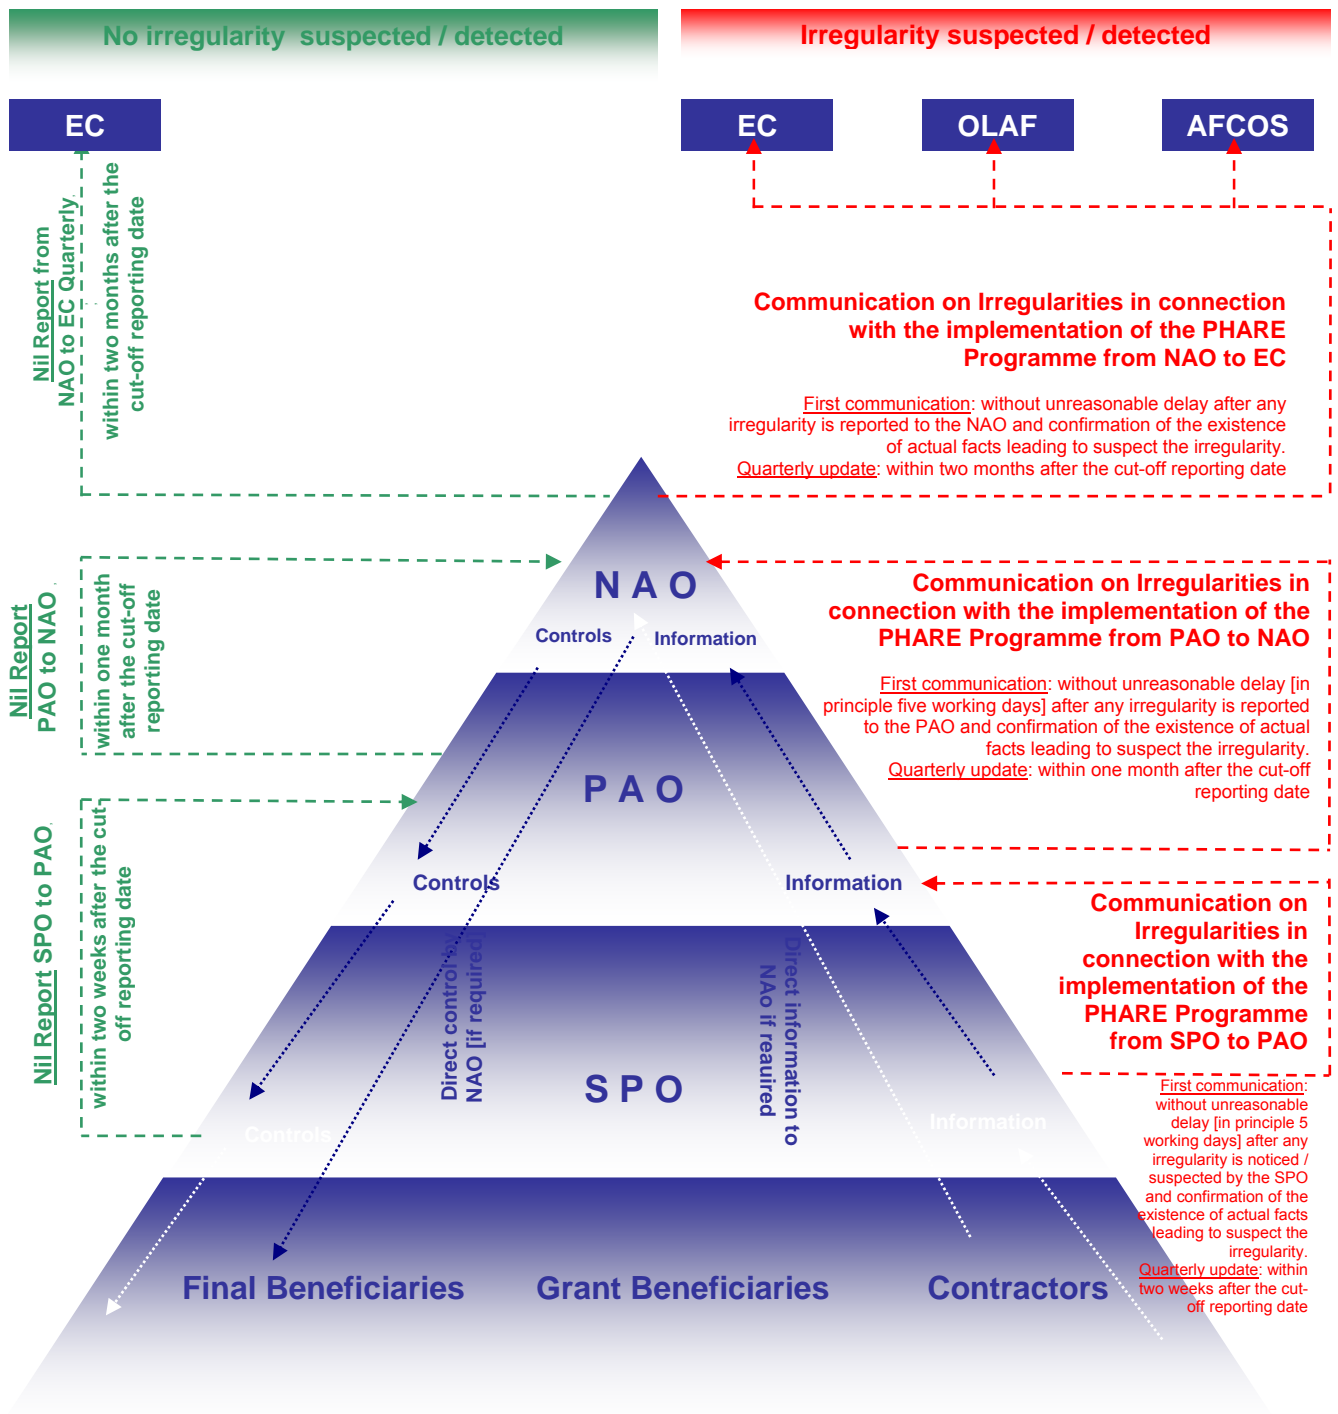 No irregularity suspected / detected
Irregularity suspected / detected
EC
EC
OLAF
AFCOS
Nil Report from
NAO to EC Quarterly,
within two months after the
cut-off reporting date
Communication on Irregularities in connection
with the implementation of the PHARE
Programme from NAO to EC
First communication: without unreasonable delay after any
irregularity is reported to the NAO and confirmation of the existence
of actual facts leading to suspect the irregularity.
Quarterly update: within two months after the cut-off reporting date
Nil Report
PAO to NAO,
within one month
after the cut-off
reporting date
N A O
Controls
Information
Communication on Irregularities in
connection with the implementation of the
PHARE Programme from PAO to NAO
First communication: without unreasonable delay [in
principle five working days] after any irregularity is reported
to the PAO and confirmation of the existence of actual
facts leading to suspect the irregularity.
Quarterly update: within one month after the cut-off
reporting date
Nil Report SPO to PAO,
within two weeks after the cut-
off reporting date
P A O
Controls
Information
Communication on
Irregularities in
connection with the
implementation of the
PHARE Programme
from SPO to PAO
First communication:
without unreasonable
delay [in principle 5
working days] after any
irregularity is noticed /
suspected by the SPO
and confirmation of the
existence of actual facts
leading to suspect the
irregularity.
Quarterly update: within
two weeks after the cut-
off reporting date
Direct control by
NAO [if required]
Direct information to
NAo if reauired
S P O
Controls
Information
Final Beneficiaries
Grant Beneficiaries
Contractors